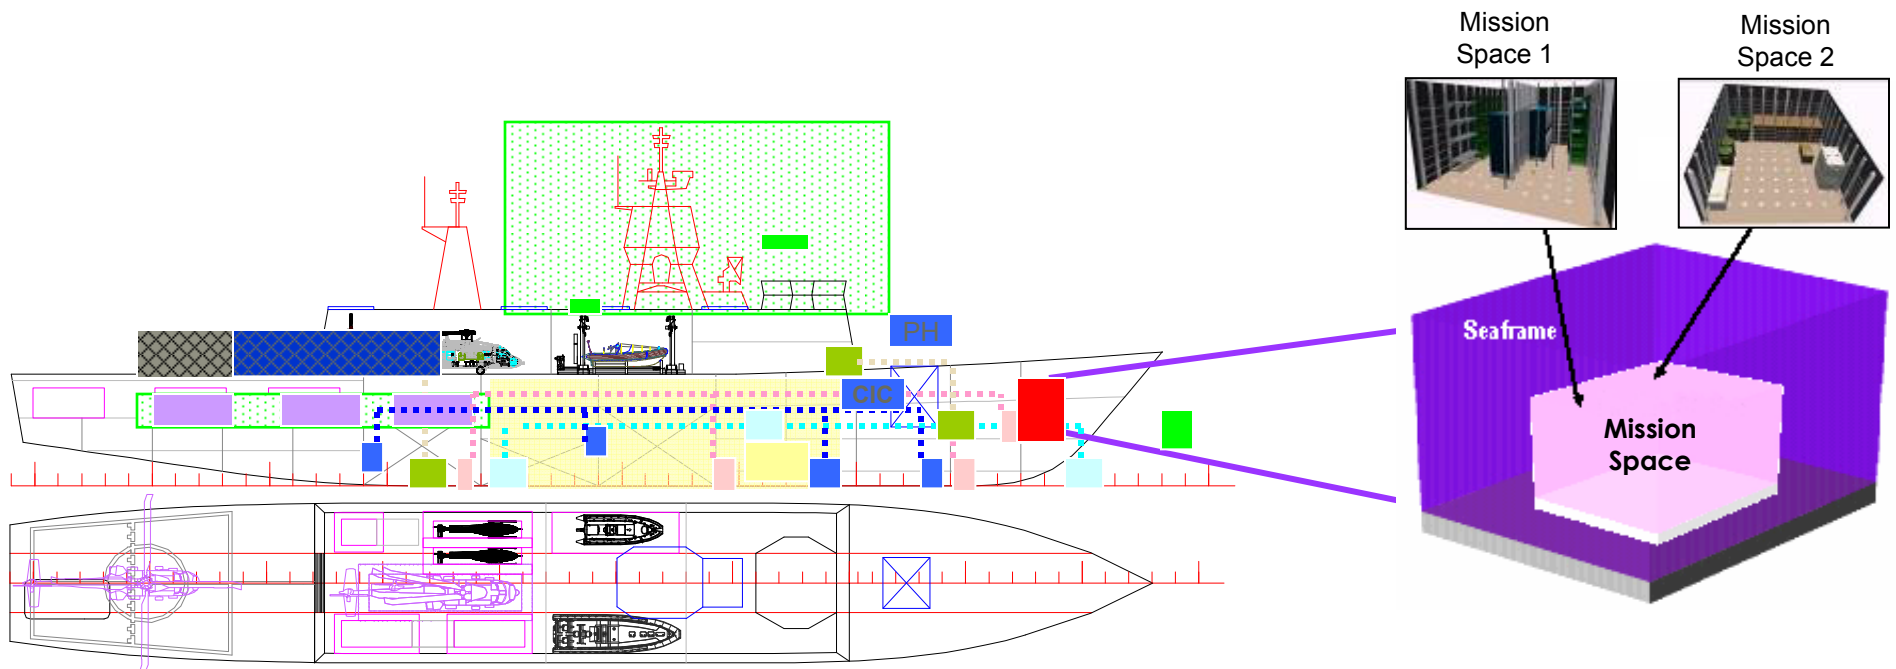 Mission
Space 1
Mission
Space 2
PH
CIC
Seaframe
Mission
Space